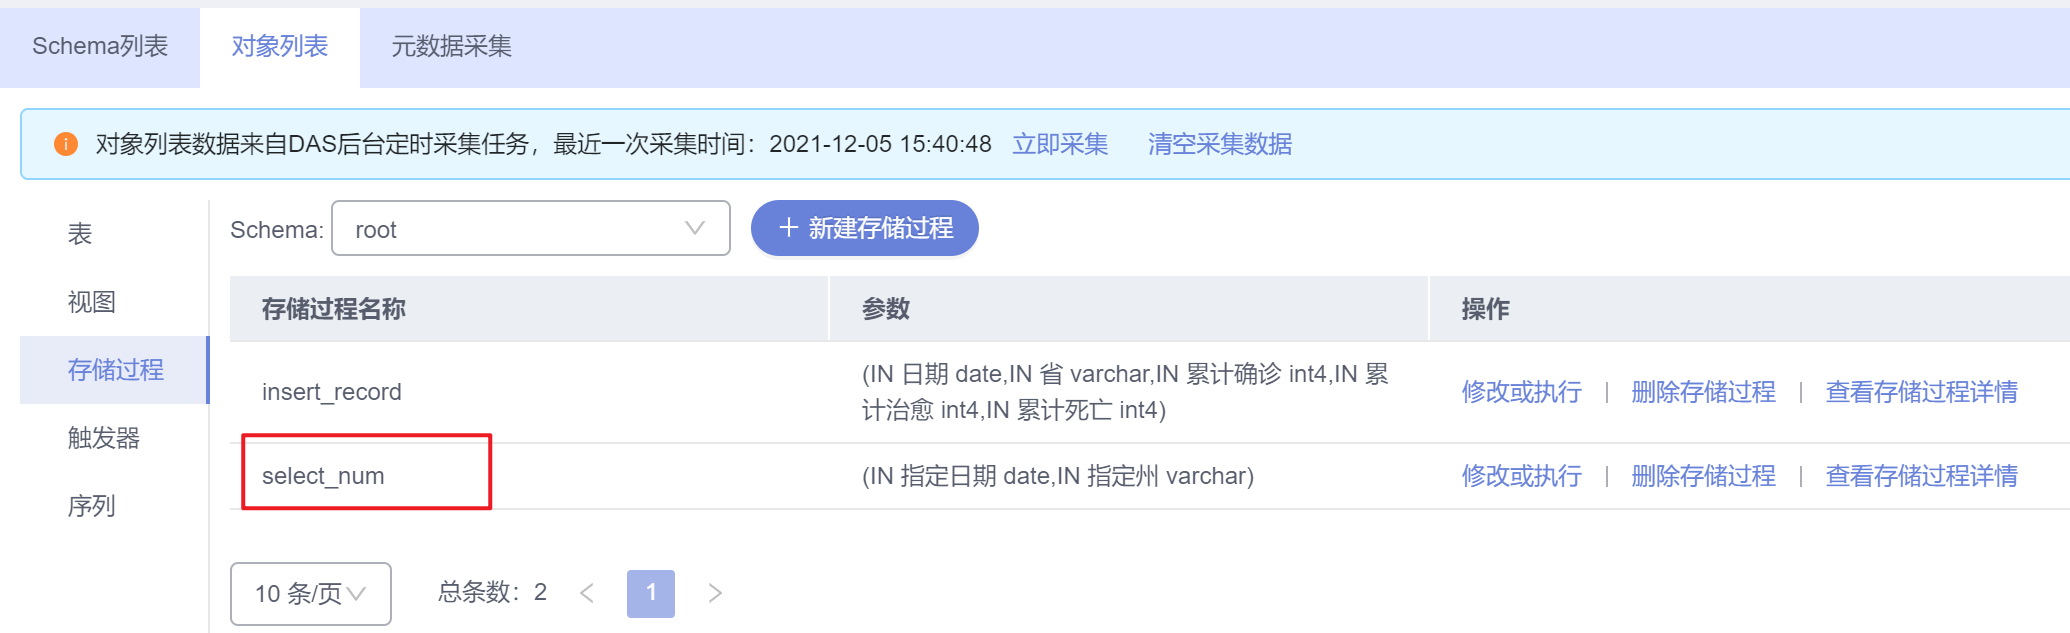 Schema列表 对象列表 元数据采集
对象列表数据来自DAS后台定时采集任务，最近一次采集时间：2021-12-05 15:40:48 立即采集 清空采集数据
表
视图
存储过程
触发器
序列
Schema: root + 新建存储过程
存储过程名称 参数 操作
insert_record (IN 日期 date,IN 省 varchar,IN 累计确诊 int4,IN 累
计治愈 int4,IN 累计死亡 int4) 修改或执行 | 删除存储过程 | 查看存储过程详情
select_num (IN 指定日期 date,IN 指定州 varchar) 修改或执行 | 删除存储过程 | 查看存储过程详情
10 条/页 总条数：2 < 1 >